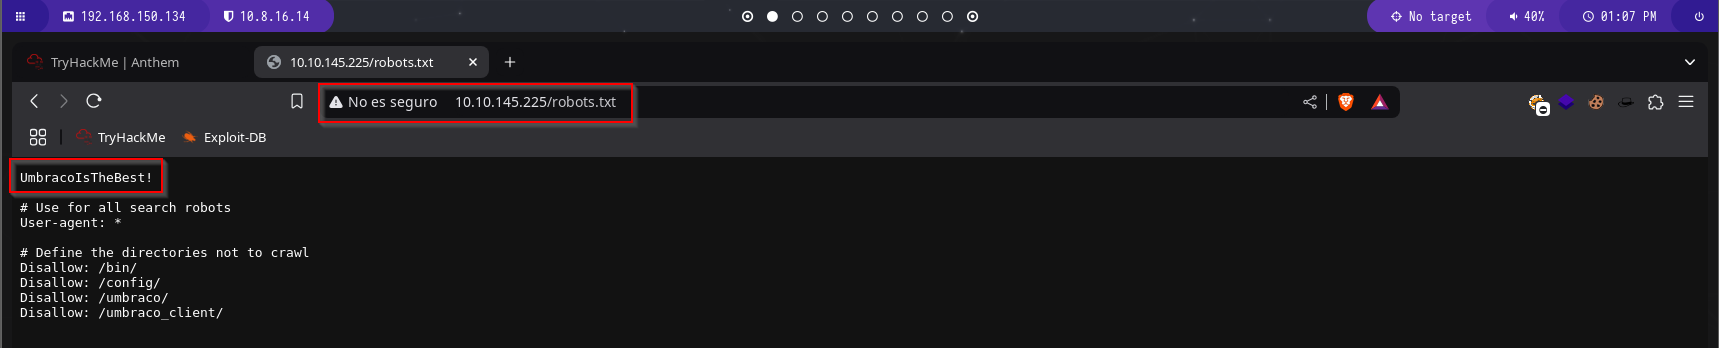 192.168.150.134 10.8.16.14 No target 40% 01:07 PM
TryHackMe | Anthem 10.10.145.225/robots.txt
No es seguro 10.10.145.225/robots.txt
TryHackMe Exploit-DB
UmbracoIsTheBest!
# Use for all search robots
User-agent: *
# Define the directories not to crawl
Disallow: /bin/
Disallow: /config/
Disallow: /umbraco/
Disallow: /umbraco_client/